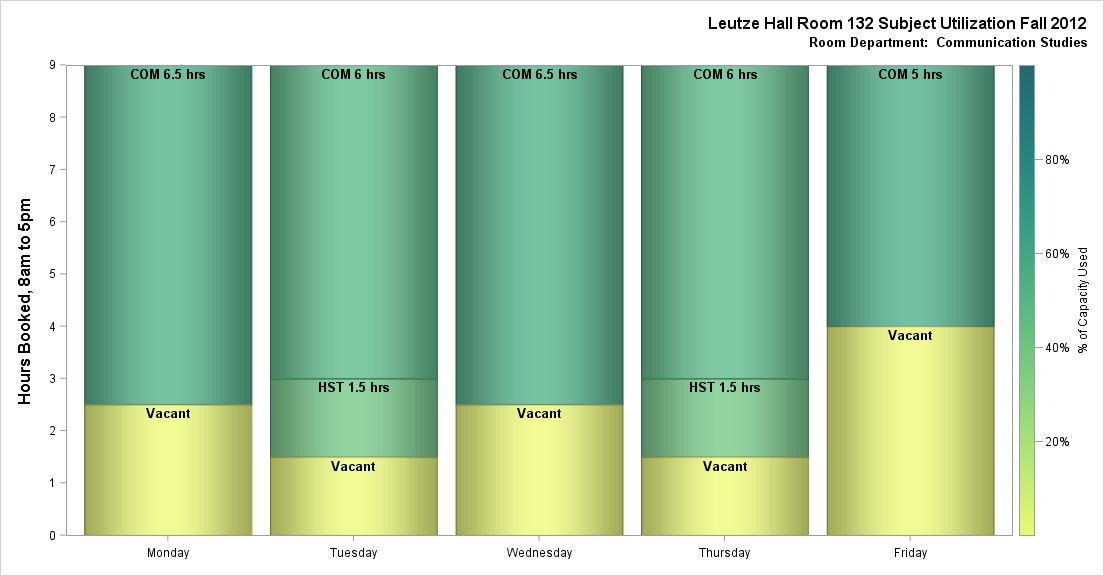 Leutze Hall Room 132 Subject Utilization Fall 2012
Room Department:  Communication Studies
Hours Booked, 8am to 5pm
9
8
7
6
5
4
3
2
1
0
COM 6.5 hrs
Vacant
COM 6 hrs
HST 1.5 hrs
Vacant
COM 6.5 hrs
Vacant
COM 6 hrs
HST 1.5 hrs
Vacant
COM 5 hrs
Vacant
Monday
Tuesday
Wednesday
Thursday
Friday
80%
60%
40%
20%
% of Capacity Used